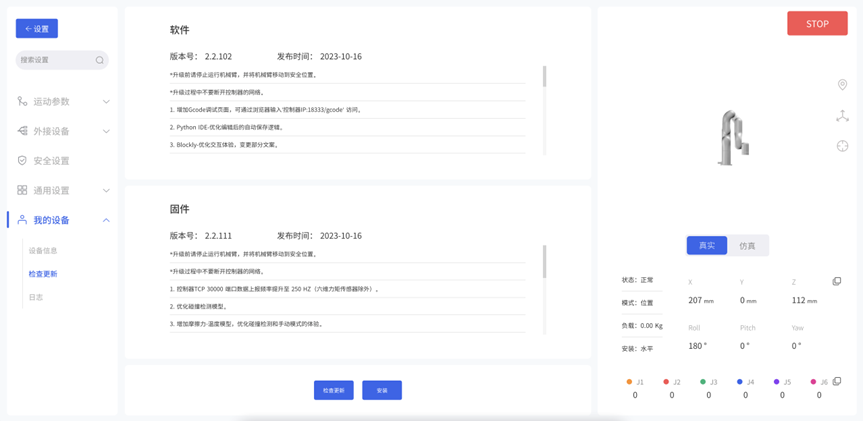 ← 设置
搜索设置
运动参数
外接设备
安全设置
通用设置
我的设备
设备信息
检查更新
日志
软件
版本号： 2.2.102 发布时间： 2023-10-16
*升级前请停止运行机械臂，并将机械臂移动到安全位置。
*升级过程中不要断开控制器的网络。
1. 增加Gcode调试页面，可通过浏览器输入'控制器IP:18333/gcode' 访问。
2. Python IDE-优化编辑后的自动保存逻辑。
3. Blockly-优化交互体验，变更部分文案。
固件
版本号： 2.2.111 发布时间： 2023-10-16
*升级前请停止运行机械臂，并将机械臂移动到安全位置。
*升级过程中不要断开控制器的网络。
1. 控制器TCP 30000 端口数据上报频率提升至 250 HZ（六维力矩传感器除外）。
2. 优化碰撞检测模型。
3. 增加摩擦力-温度模型，优化碰撞检测和手动模式的体验。
检查更新 安装
STOP
真实 仿真
状态：正常
模式：位置
负载：0.00 Kg
安装：水平
X Y Z
207 mm 0 mm 112 mm
Roll Pitch Yaw
180 ° 0 ° 0 °
J1 J2 J3 J4 J5 J6
0 0 0 0 0 0